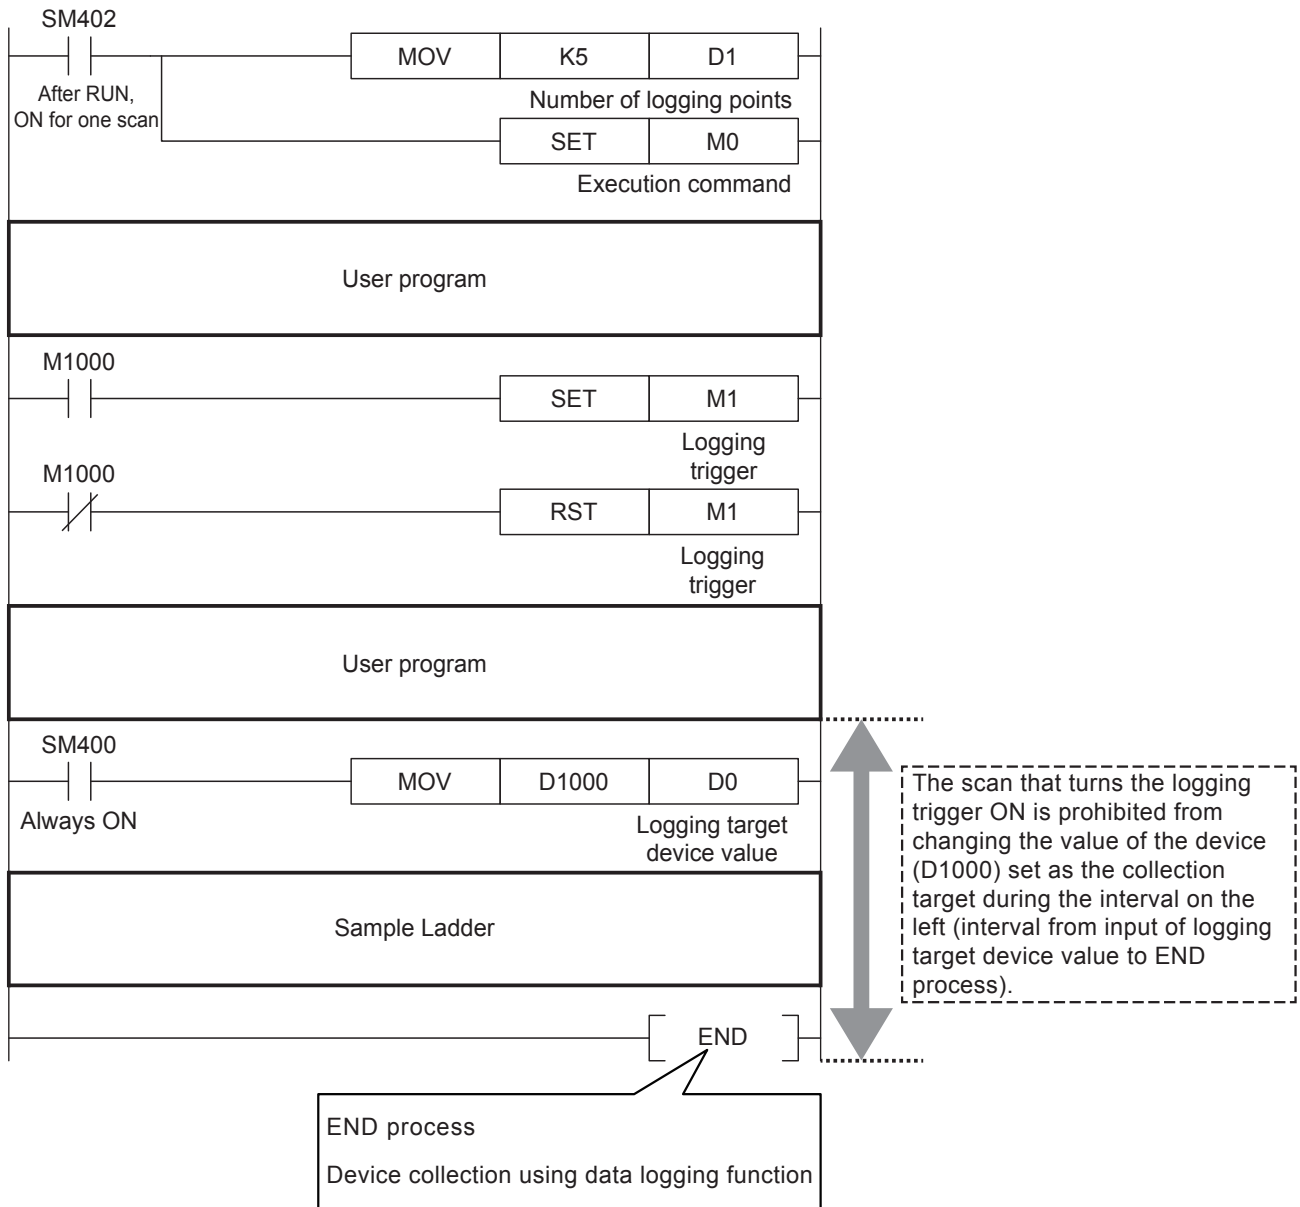 SM402
MOV K5 D1
After RUN,
ON for one scan
Number of logging points
SET M0
Execution command
User program
M1000
SET M1
Logging
trigger
M1000
RST M1
Logging
trigger
User program
SM400
MOV D1000 D0
Always ON
Logging target
device value
The scan that turns the logging
trigger ON is prohibited from
changing the value of the device
(D1000) set as the collection
target during the interval on the
left (interval from input of logging
target device value to END
process).
Sample Ladder
END
END process
Device collection using data logging function